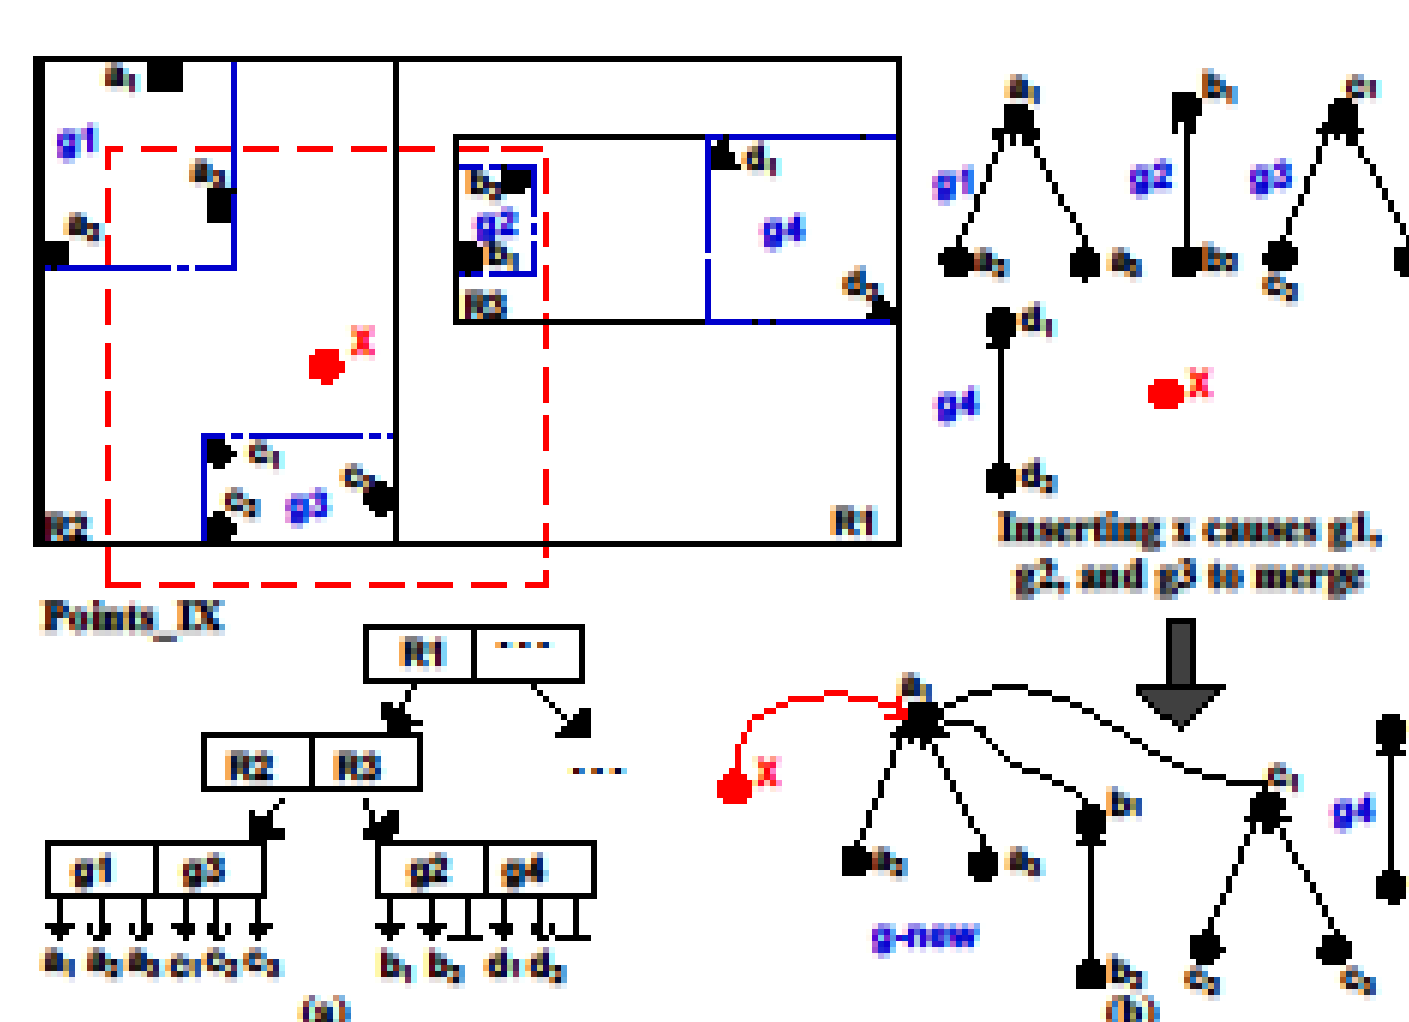 a1
g1
a3
a2
b2
g2
b1
R3
d1
g4
d2
X
c1
c2
g3
c3
R2
R1
Points_IX
R1 ....
R2 R3
....
g1 g3
g2 g4
a1 a2 a3 c1 c2 c3
b1 b2 d1 d2
(a)
a1
b1
c1
g1
g2
g3
a2
a3
b2
c2
d1
g4
X
d2
Inserting x causes g1,
g2, and g3 to merge
a1
X
c1
b1
g4
a2
a3
g-new
b2
c2
c3
(b)